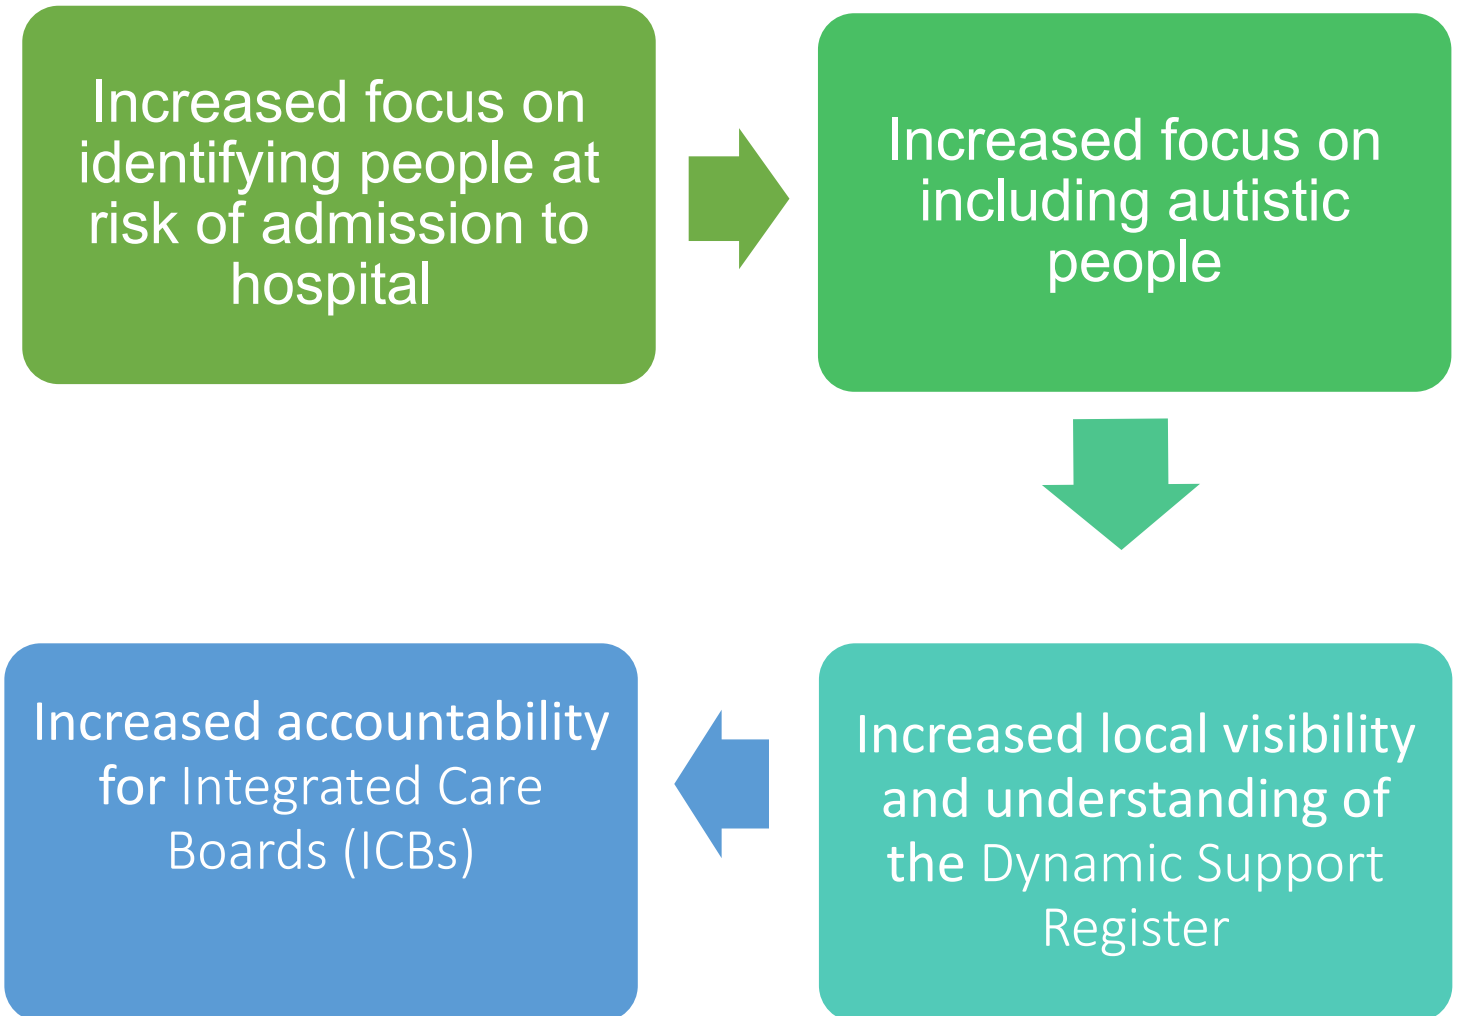 Increased focus on
identifying people at
risk of admission to
hospital
Increased focus on
including autistic
people
Increased local visibility
and understanding of
the Dynamic Support
Register
Increased accountability
for Integrated Care
Boards (ICBs)